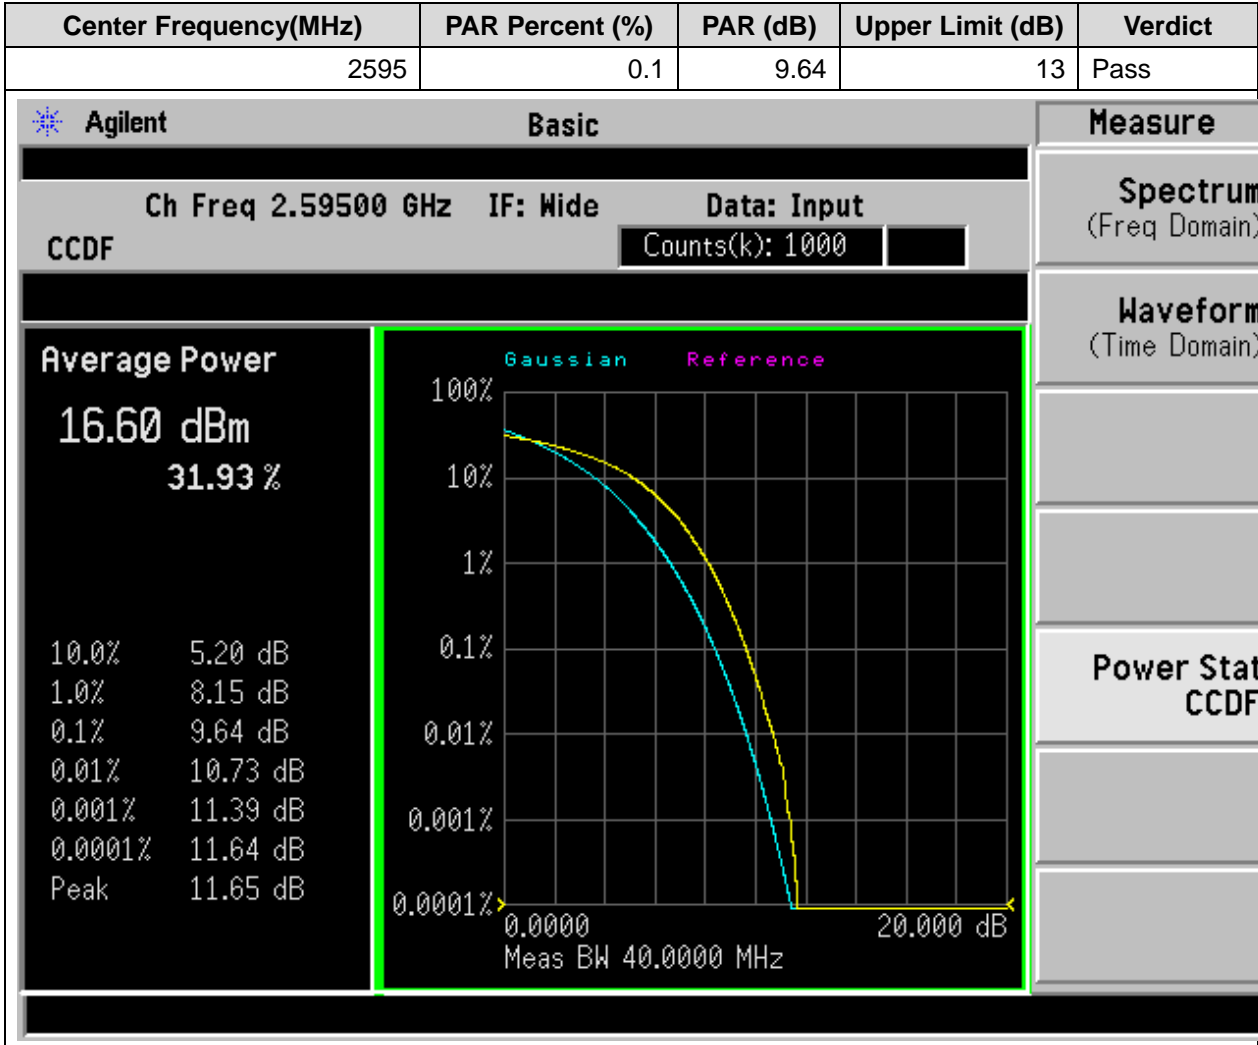 Center Frequency(MHz) PAR Percent (%) PAR (dB) Upper Limit (dB) Verdict
2595 0.1 9.64 13 Pass
Agilent Basic Measure
Ch Freq 2.59500 GHz IF: Wide Data: Input
CCDF Counts(k): 1000
Spectrum
(Freq Domain)
Waveform
(Time Domain)
Power Stat
CCDF
Average Power
16.60 dBm
31.93 %
10.0% 5.20 dB
1.0% 8.15 dB
0.1% 9.64 dB
0.01% 10.73 dB
0.001% 11.39 dB
0.0001% 11.64 dB
Peak 11.65 dB
Gaussian Reference
100%
10%
1%
0.1%
0.01%
0.001%
0.0001%
0.0000 20.000 dB
Meas BW 40.0000 MHz